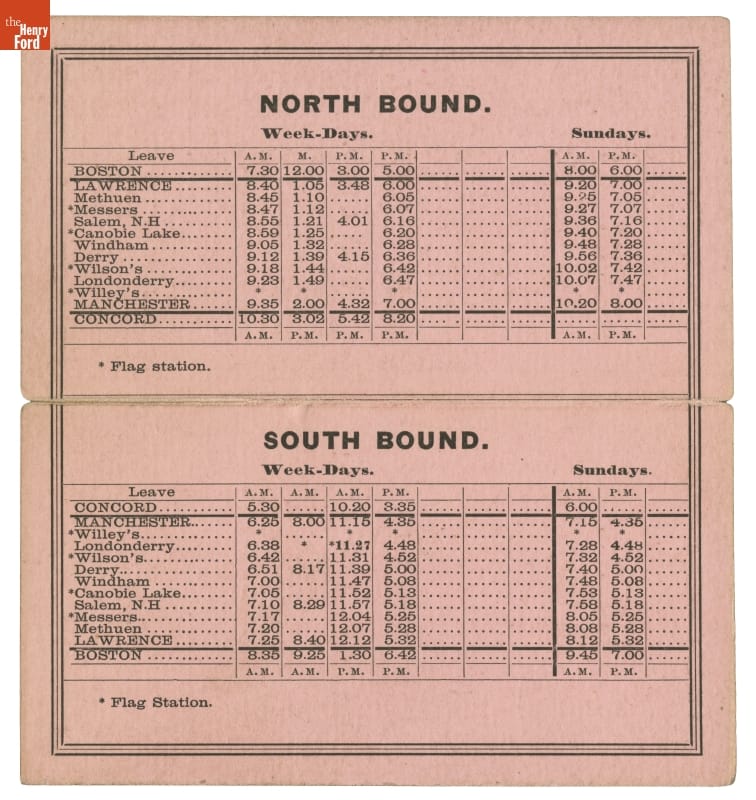 the
Henry
Ford
NORTH BOUND.
Week-Days. Sundays.
Leave A.M. M. P.M. P.M. A.M. P.M.
BOSTON 7.30 12.00 3.00 5.00 8.00 6.00
LAWRENCE 8.40 1.05 3.48 6.00 9.20 7.00
Methuen 8.45 1.10 ..... 6.05 9.25 7.05
*Messers 8.47 1.12 ..... 6.07 9.27 7.07
Salem, N.H 8.55 1.21 4.01 6.16 9.36 7.16
*Canobie Lake 8.59 1.25 ..... 6.20 9.40 7.20
Windham 9.05 1.32 ..... 6.28 9.48 7.28
Derry 9.12 1.39 4.15 6.36 9.56 7.36
*Wilson's 9.18 1.44 ..... 6.42 10.02 7.42
Londonderry 9.23 1.49 ..... 6.47 10.07 7.47
*Willey's * * ..... * * *
MANCHESTER 9.35 2.00 4.32 7.00 10.20 8.00
CONCORD 10.30 3.02 5.42 8.20 ..... .....
A.M. P.M. P.M. P.M. A.M. P.M.
* Flag station.
SOUTH BOUND.
Week-Days. Sundays.
Leave A.M. A.M. A.M. P.M. A.M. P.M.
CONCORD 5.30 ..... 10.20 3.35 6.00 .....
MANCHESTER 6.25 8.00 11.15 4.35 7.15 4.35
*Willey's * ..... * * * *
Londonderry 6.38 * *11.27 4.48 7.28 4.48
*Wilson's 6.42 ..... 11.31 4.52 7.32 4.52
Derry 6.51 8.17 11.39 5.00 7.40 5.00
Windham 7.00 ..... 11.47 5.08 7.48 5.08
*Canobie Lake 7.05 ..... 11.52 5.13 7.53 5.13
Salem, N.H 7.10 8.29 11.57 5.18 7.58 5.18
*Messers 7.17 ..... 12.04 5.25 8.05 5.25
Methuen 7.20 ..... 12.07 5.28 8.08 5.28
LAWRENCE 7.25 8.40 12.12 5.32 8.12 5.32
BOSTON 8.35 9.25 1.30 6.42 9.45 7.00
A.M. A.M. P.M. P.M. A.M. P.M.
* Flag Station.